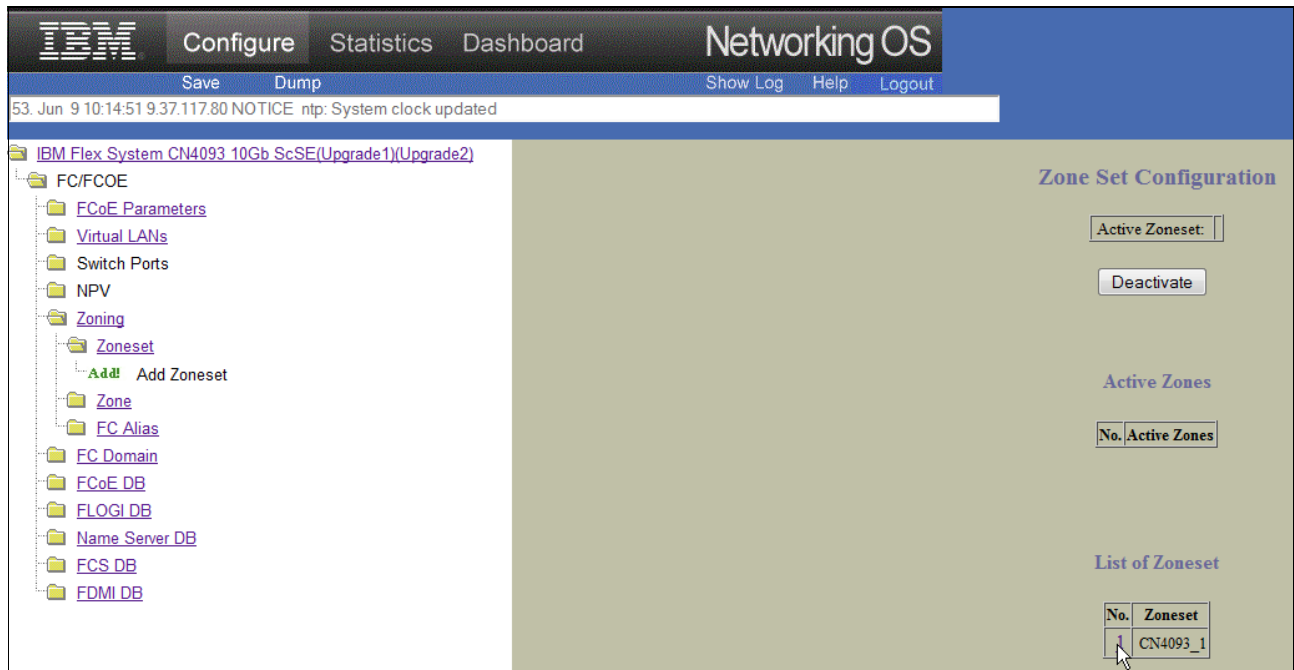 IBM Configure Statistics Dashboard Networking OS
Save Dump Show Log Help Logout
53. Jun 9 10:14:51 9.37.117.80 NOTICE ntp: System clock updated
IBM Flex System CN4093 10Gb ScSE(Upgrade1)(Upgrade2)
FC/FCOE
FCoE Parameters
Virtual LANs
Switch Ports
NPV
Zoning
Zoneset
Add! Add Zoneset
Zone
FC Alias
FC Domain
FCoE DB
FLOGI DB
Name Server DB
FCS DB
FDMI DB
Zone Set Configuration
Active Zoneset:
Deactivate
Active Zones
No. Active Zones
List of Zoneset
No. Zoneset
1 CN4093_1